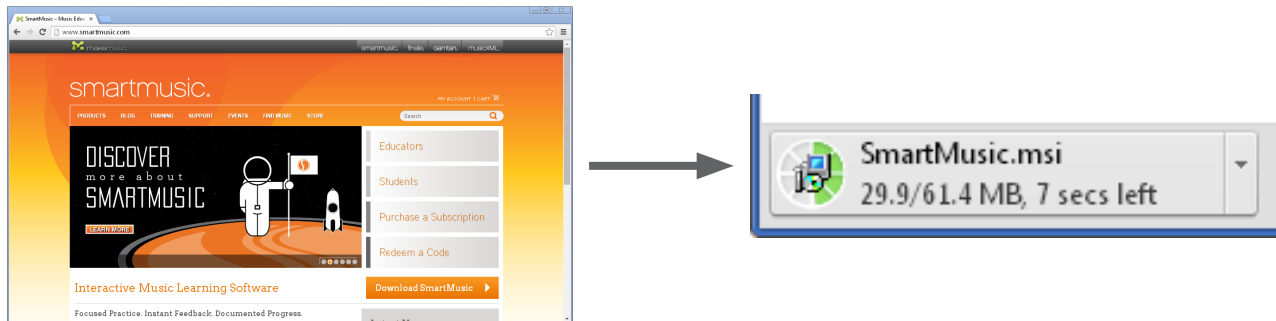 SmartMusic – Music Educ
www.smartmusic.com
makemusic.
smartmusic. finale. garritan. musicXML.
smartmusic.
MY ACCOUNT | CART
PRODUCTS BLOG TRAINING SUPPORT EVENTS FIND MUSIC STORE
Search
DISCOVER
more about
SMARTMUSIC
LEARN MORE
Educators
Students
Purchase a Subscription
Redeem a Code
Interactive Music Learning Software
Download SmartMusic
Focused Practice. Instant Feedback. Documented Progress.
SmartMusic.msi
29.9/61.4 MB, 7 secs left